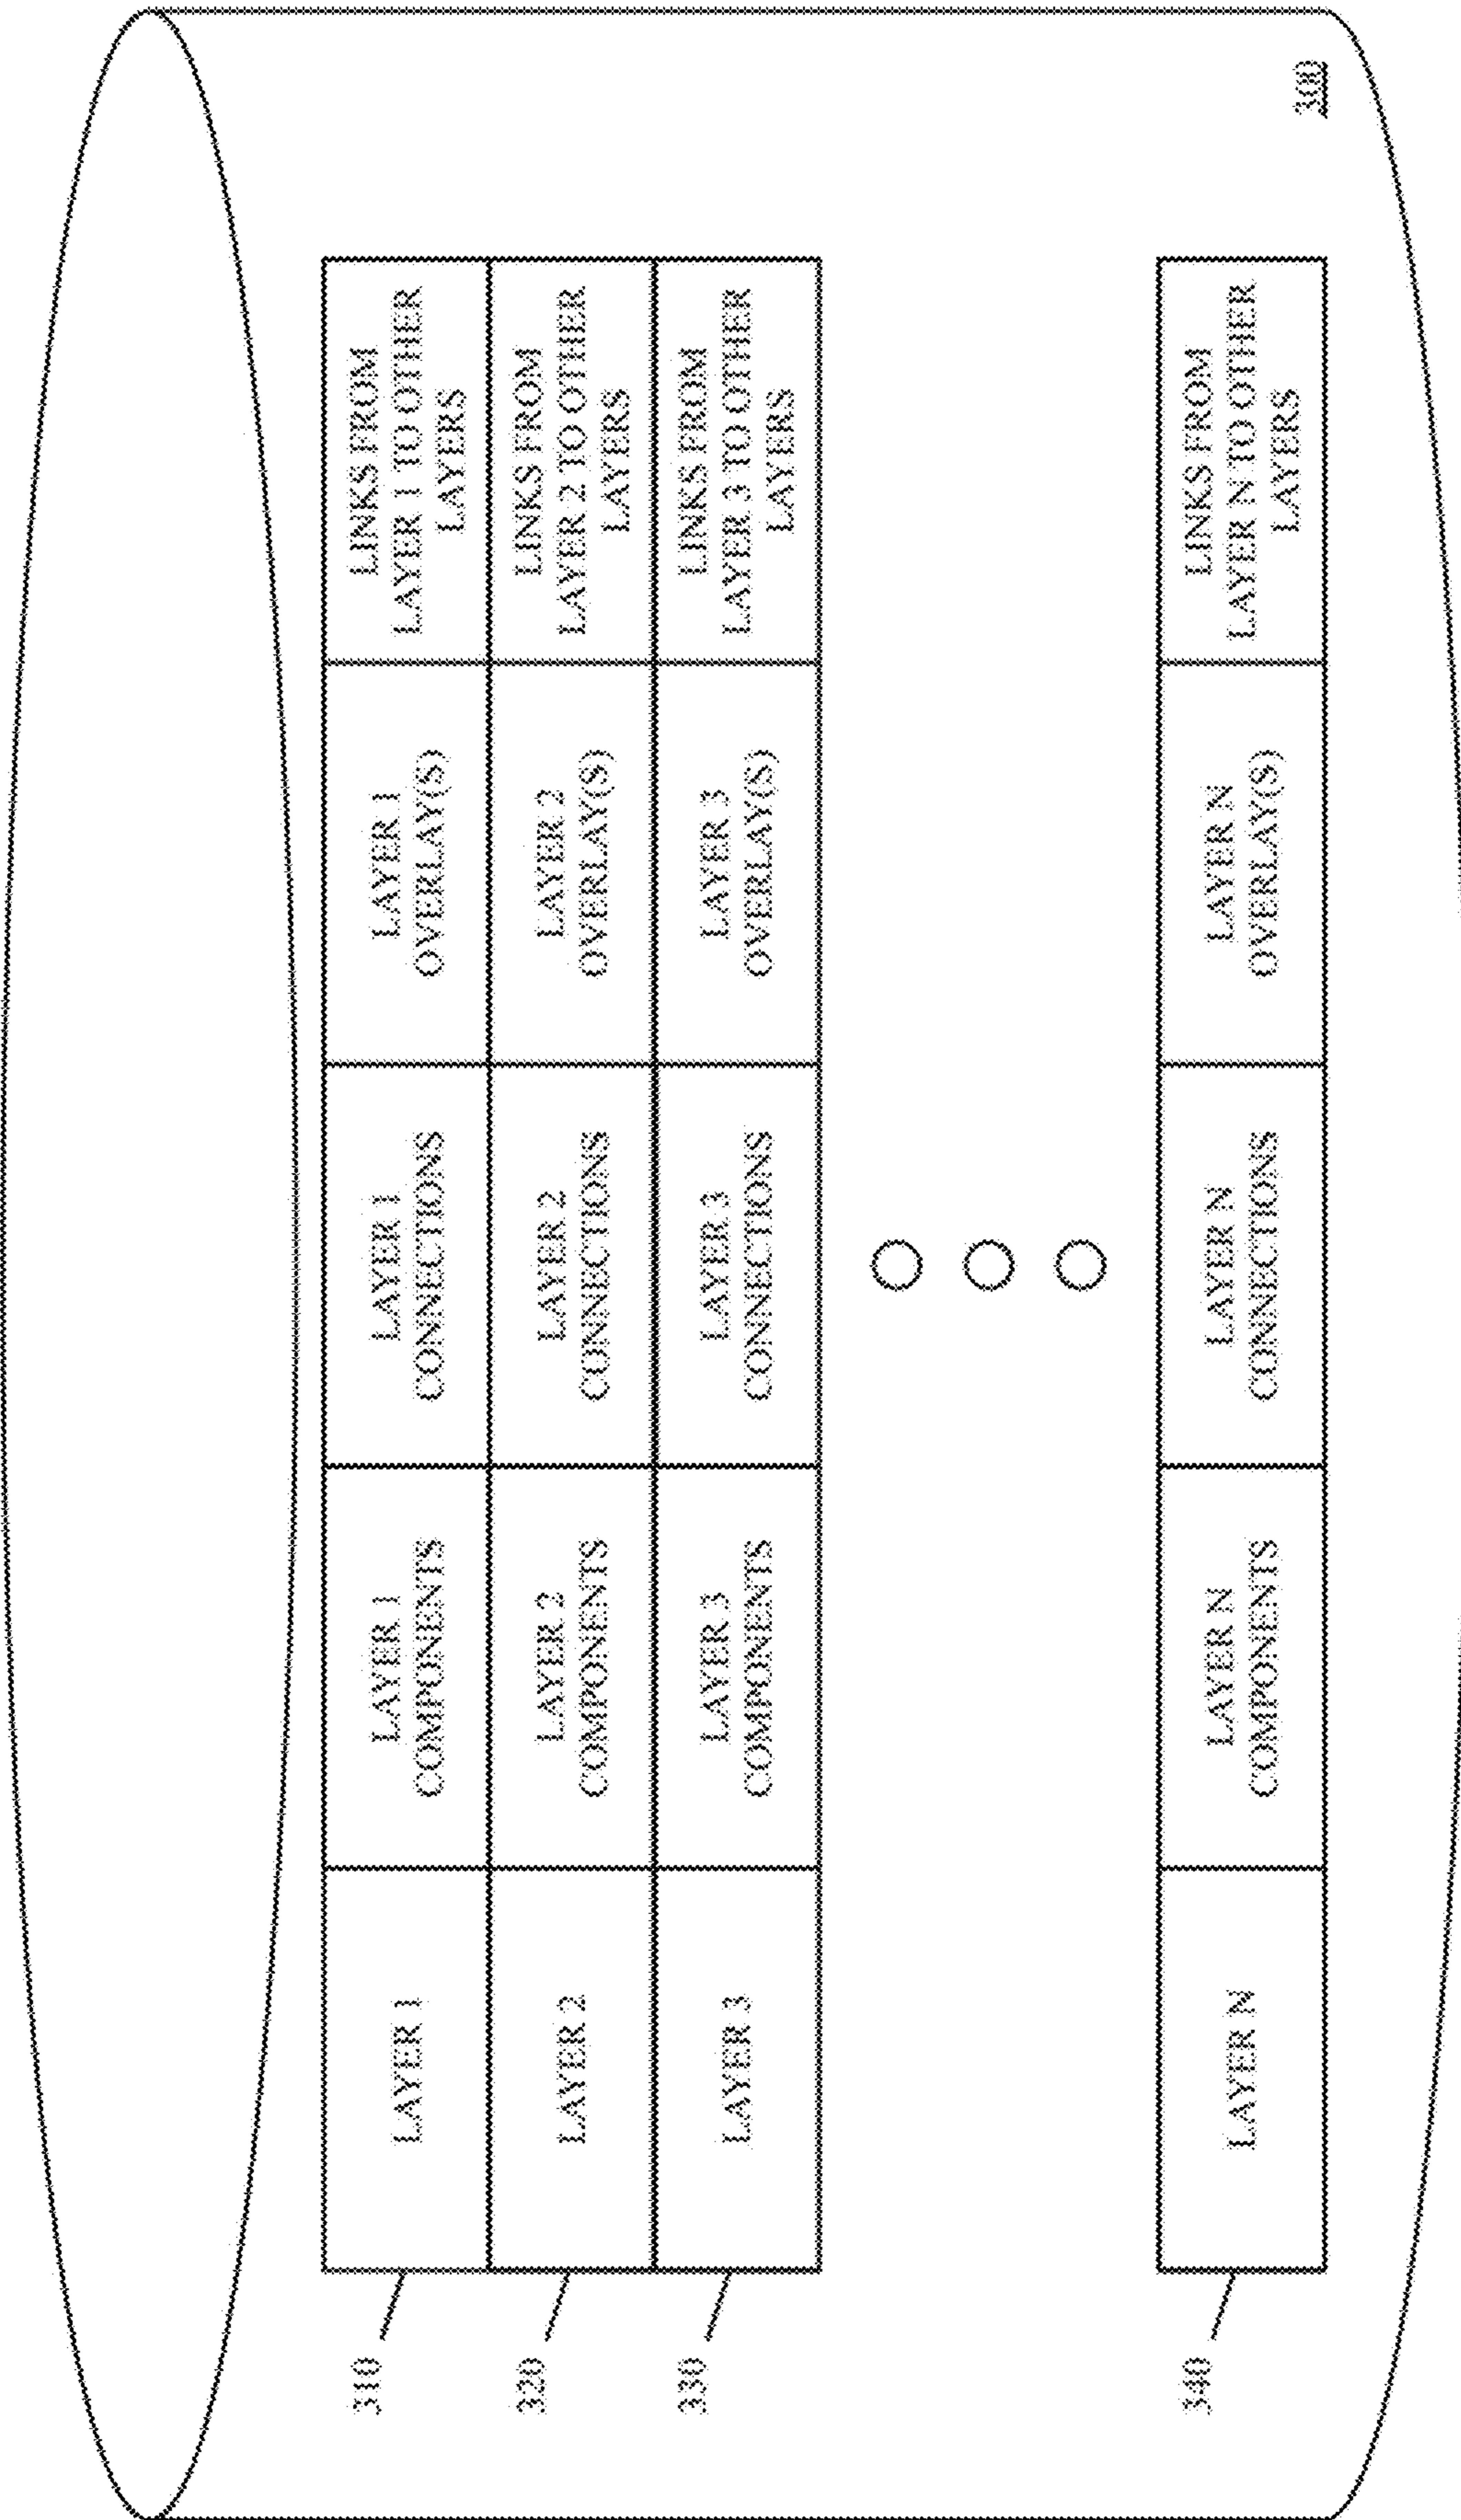 310
LAYER 1
LAYER 1
COMPONENTS
LAYER 1
CONNECTIONS
LAYER 1
OVERLAY(S)
LINKS FROM
LAYER 1 TO OTHER
LAYERS
320
LAYER 2
LAYER 2
COMPONENTS
LAYER 2
CONNECTIONS
LAYER 2
OVERLAY(S)
LINKS FROM
LAYER 2 TO OTHER
LAYERS
330
LAYER 3
LAYER 3
COMPONENTS
LAYER 3
CONNECTIONS
LAYER 3
OVERLAY(S)
LINKS FROM
LAYER 3 TO OTHER
LAYERS
340
LAYER N
LAYER N
COMPONENTS
LAYER N
CONNECTIONS
LAYER N
OVERLAY(S)
LINKS FROM
LAYER N TO OTHER
LAYERS
300